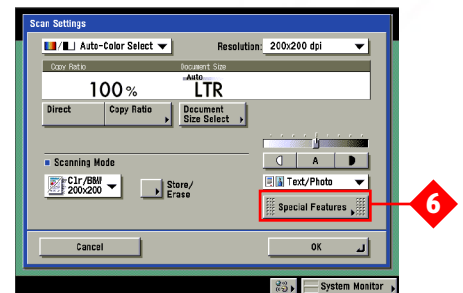 Scan Settings
Auto-Color Select
Resolution: 200x200 dpi
Copy Ratio
Document Size
100 %
Auto
LTR
Direct
Copy Ratio
Document
Size Select
Scanning Mode
A
Clr/B&W
200x200
Store/
Erase
Text/Photo
Special Features
6
Cancel
OK
System Monitor